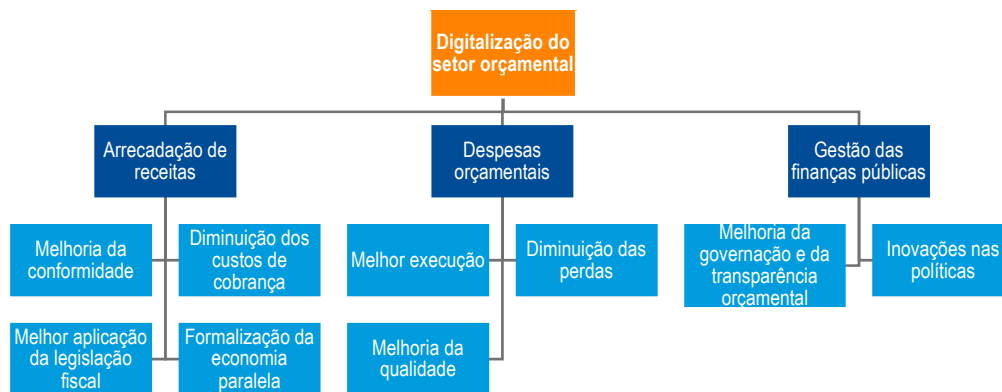 Digitalização do
setor orçamental
Arrecadação de
receitas
Despesas
orçamentais
Gestão das
finanças públicas
Melhoria da
conformidade
Diminuição dos
custos de
cobrança
Melhor execução
Diminuição das
perdas
Melhoria da
governação e da
transparência
orçamental
Inovações nas
políticas
Melhor aplicação
da legislação
fiscal
Formalização da
economia
paralela
Melhoria da
qualidade